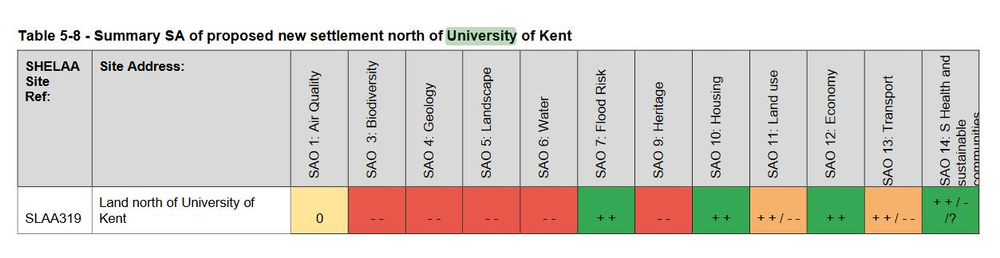 Table 5-8 - Summary SA of proposed new settlement north of University of Kent
SHELAA
Site
Ref:
Site Address:
SAO 1: Air Quality
SAO 3: Biodiversity
SAO 4: Geology
SAO 5: Landscape
SAO 6: Water
SAO 7: Flood Risk
SAO 9: Heritage
SAO 10: Housing
SAO 11: Land use
SAO 12: Economy
SAO 13: Transport
SAO 14: S Health and
sustainable
communities
SLAA319
Land north of University of
Kent
0
- -
- -
- -
- -
+ +
- -
+ +
+ + / - -
+ +
+ + / - -
+ + / -
/?